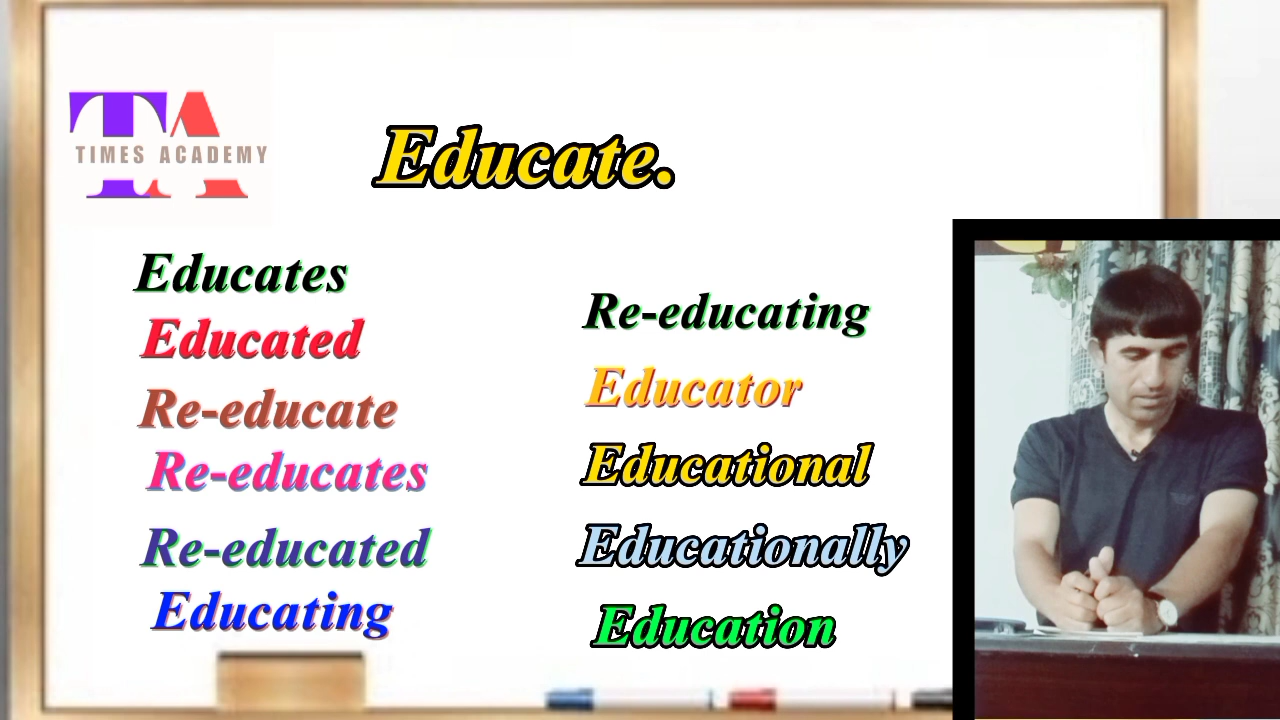 TA
TIMES ACADEMY
Educate.
Educates
Educated
Re-educate
Re-educates
Re-educated
Educating
Re-educating
Educator
Educational
Educationally
Education